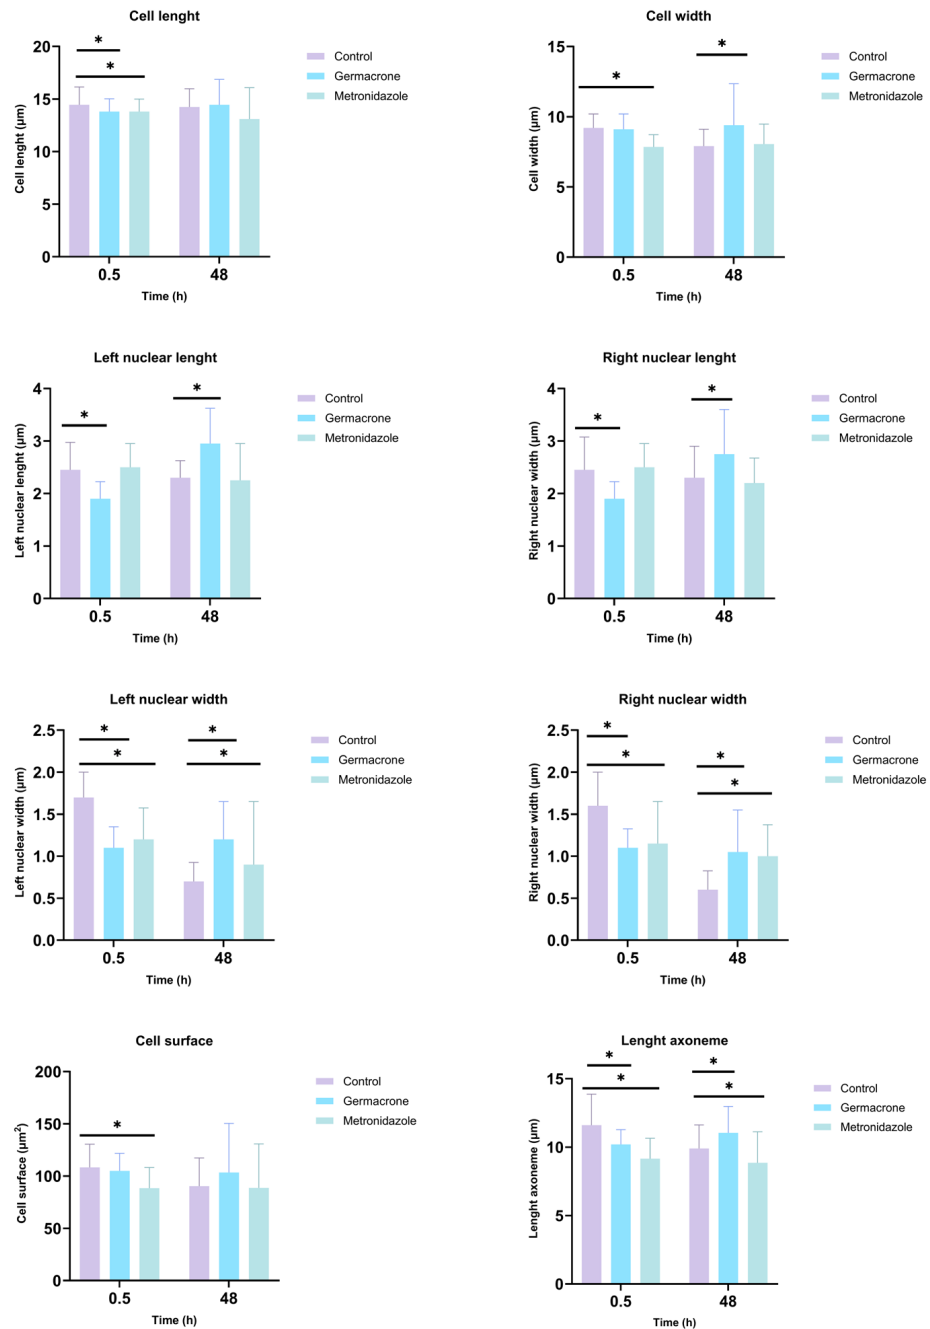 Cell lenght
Cell lenght (µm)
20
15
10
5
0
*
*
0.5
48
Time (h)
Control
Germacrone
Metronidazole
Cell width
Cell width (µm)
15
10
5
0
*
*
0.5
48
Time (h)
Control
Germacrone
Metronidazole
Left nuclear lenght
Left nuclear lenght (µm)
4
3
2
1
0
*
*
0.5
48
Time (h)
Control
Germacrone
Metronidazole
Right nuclear lenght
Right nuclear width (µm)
4
3
2
1
0
*
*
0.5
48
Time (h)
Control
Germacrone
Metronidazole
Left nuclear width
Left nuclear width (µm)
2.5
2.0
1.5
1.0
0.5
0.0
*
*
*
*
0.5
48
Time (h)
Control
Germacrone
Metronidazole
Right nuclear width
Right nuclear width (µm)
2.5
2.0
1.5
1.0
0.5
0.0
*
*
*
*
0.5
48
Time (h)
Control
Germacrone
Metronidazole
Cell surface
Cell surface (µm²)
200
150
100
50
0
*
0.5
48
Time (h)
Control
Germacrone
Metronidazole
Lenght axoneme
Lenght axoneme (µm)
15
10
5
0
*
*
*
*
0.5
48
Time (h)
Control
Germacrone
Metronidazole